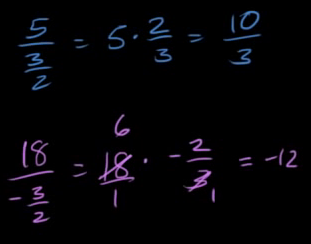 5/(3/2) = 5 · 2/3 = 10/3
18/(-3/2) = 18/1 6 · -2/3 1 = -12